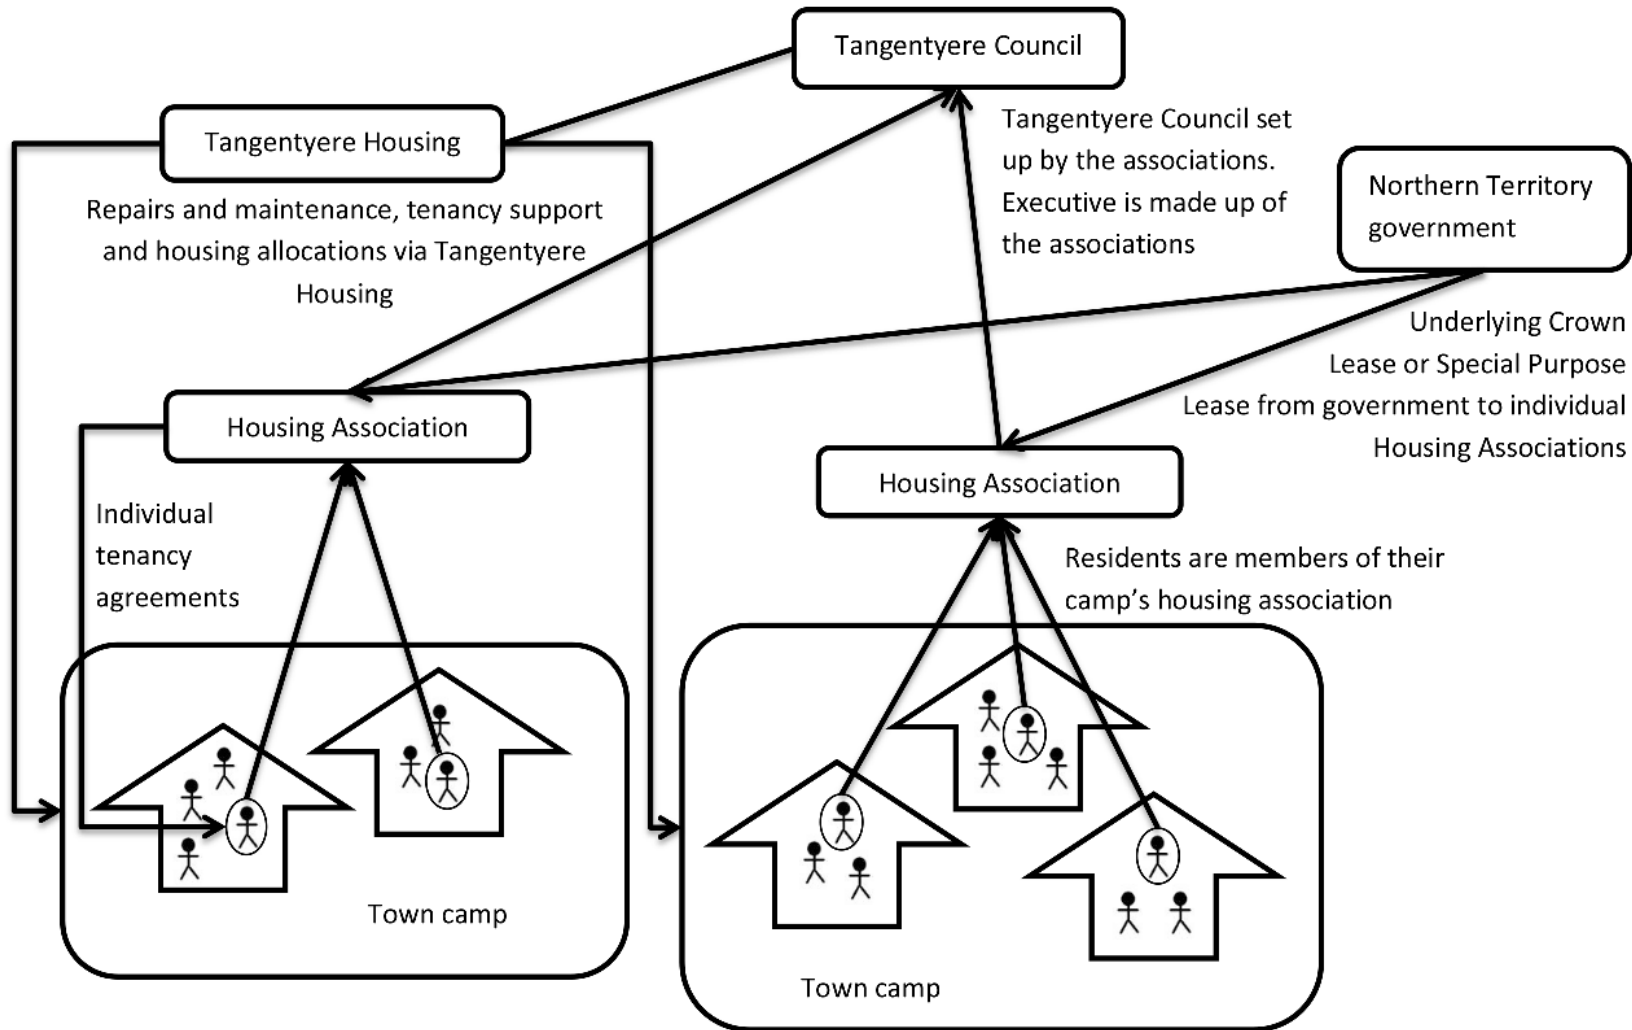 Tangentyere Council
Tangentyere Housing
Repairs and maintenance, tenancy support
and housing allocations via Tangentyere
Housing
Tangentyere Council set
up by the associations.
Executive is made up of
the associations
Northern Territory
government
Underlying Crown
Lease or Special Purpose
Lease from government to individual
Housing Associations
Housing Association
Housing Association
Individual
tenancy
agreements
Residents are members of their
camp’s housing association
Town camp
Town camp